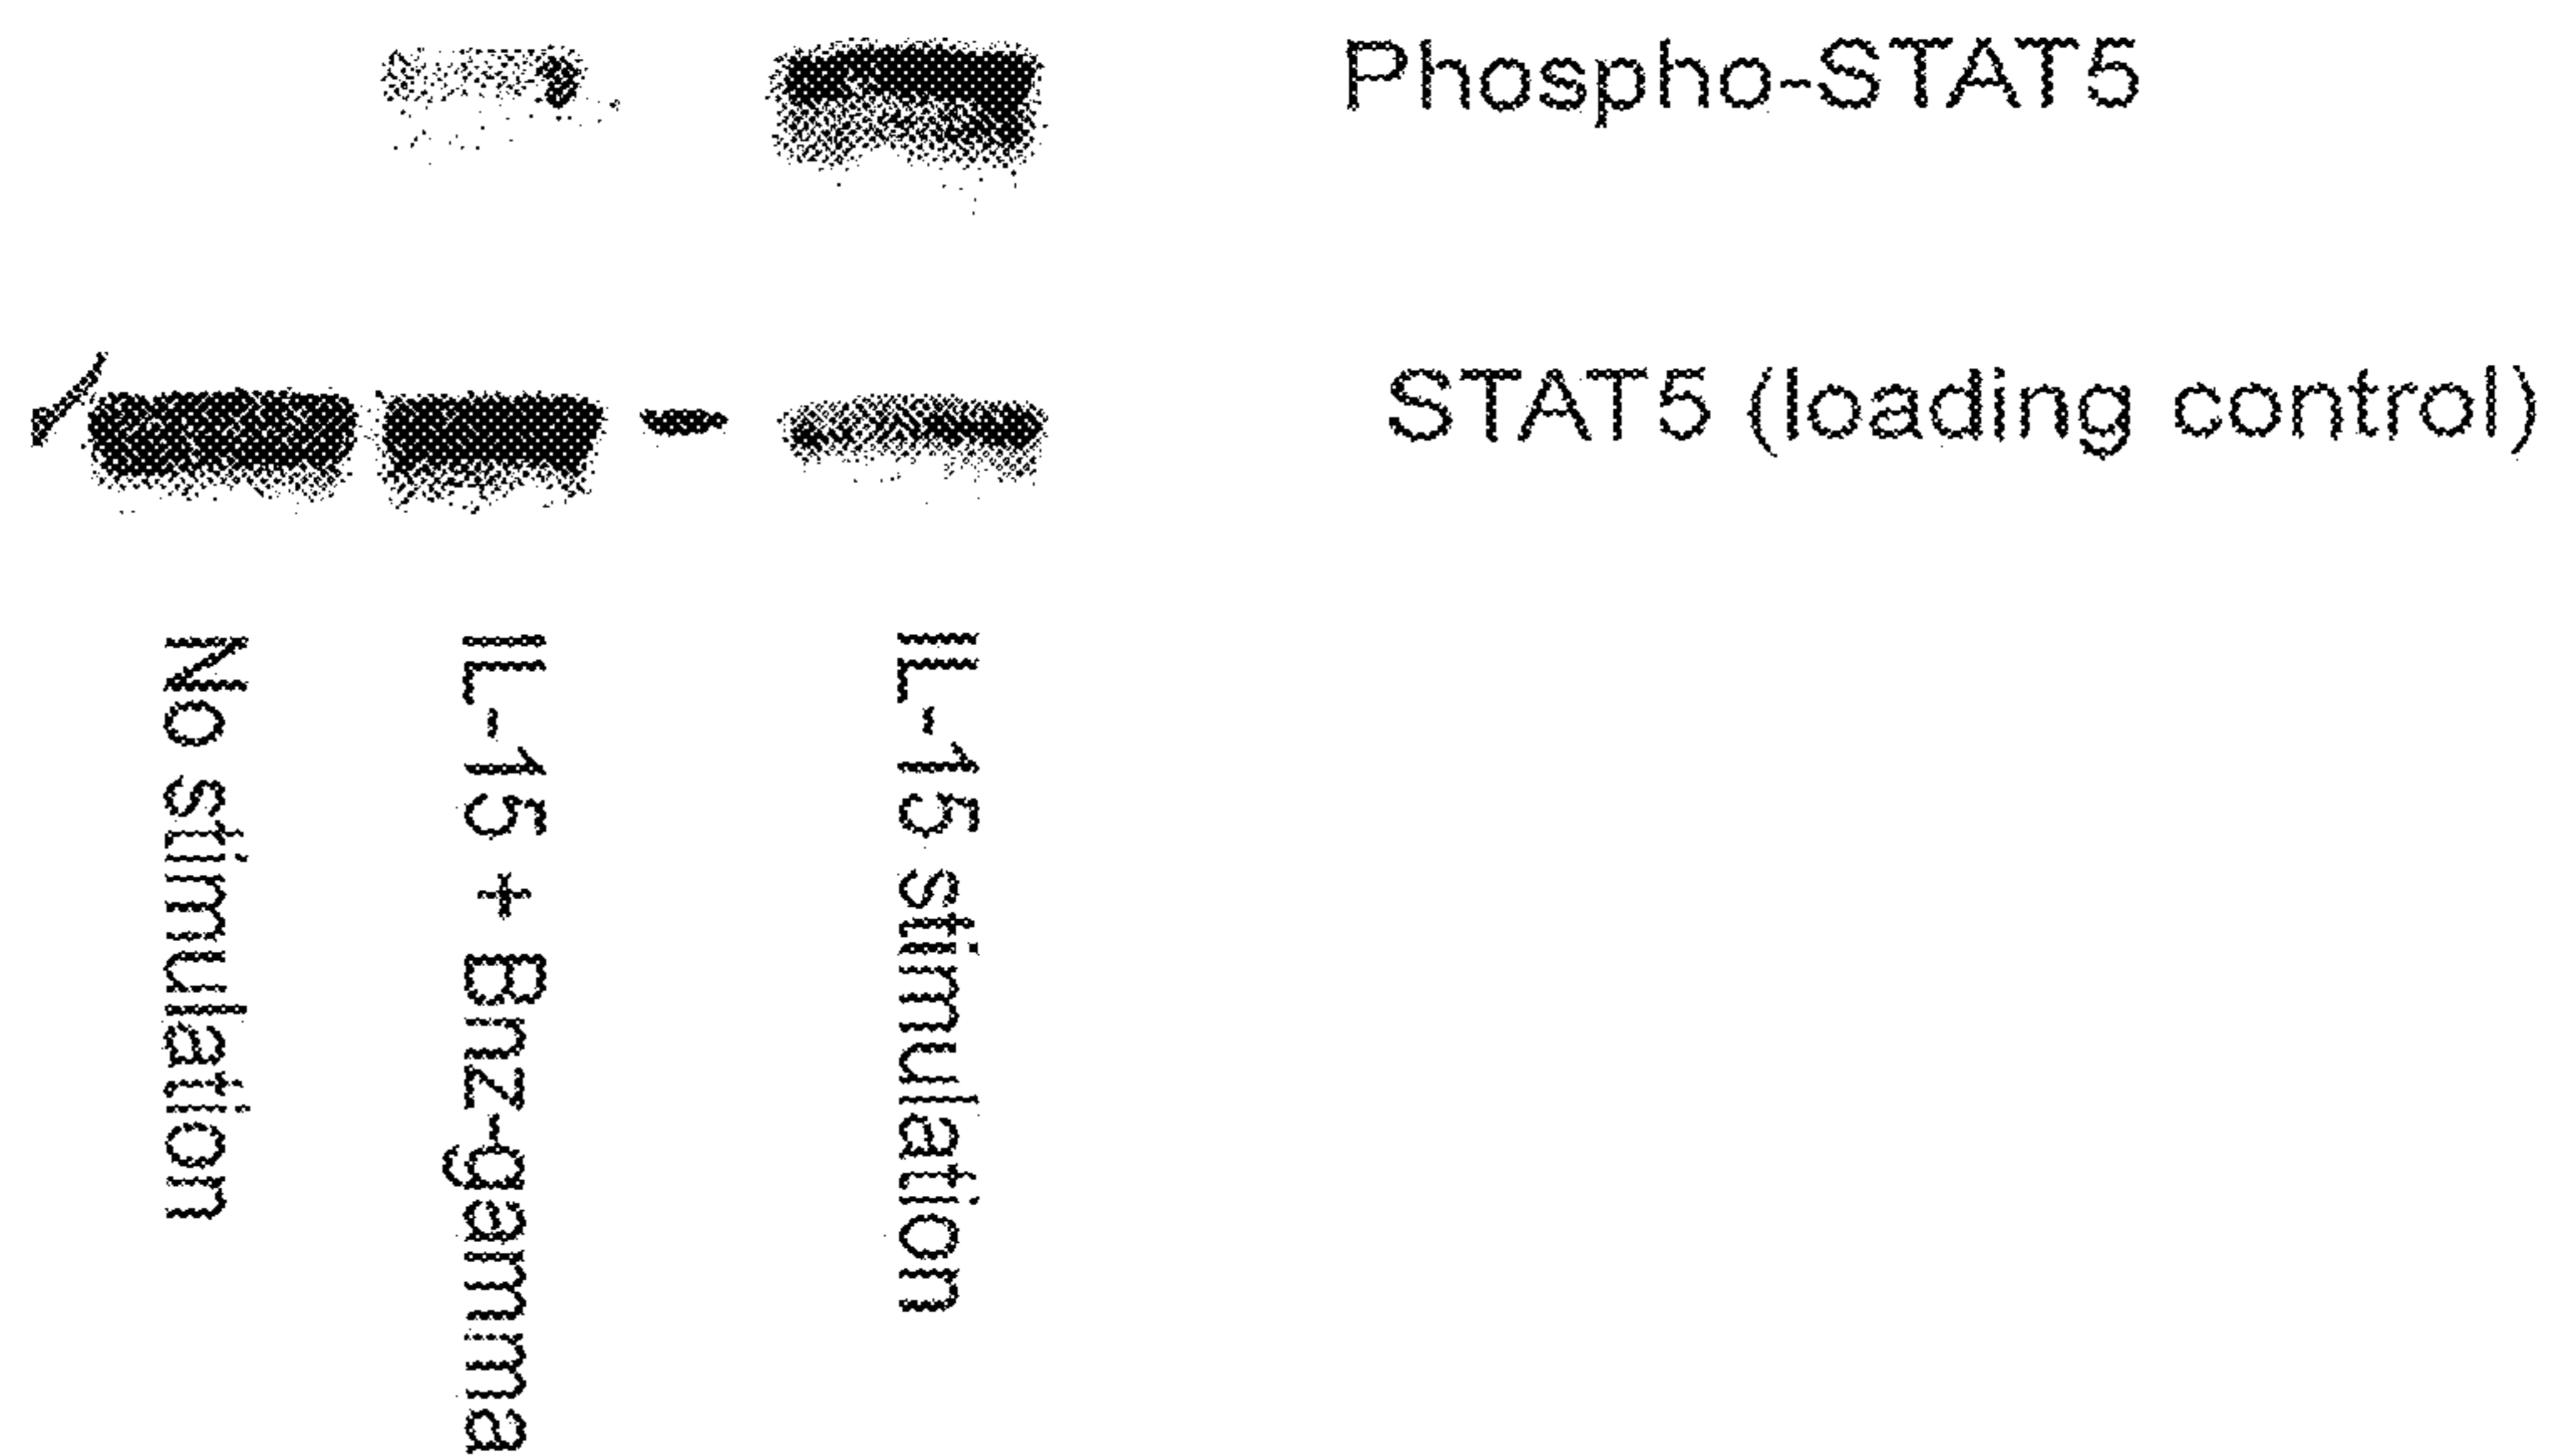 Phospho-STAT5
STAT5 (loading control)
No stimulation
IL-15 + Bnz-gamma
IL-15 stimulation